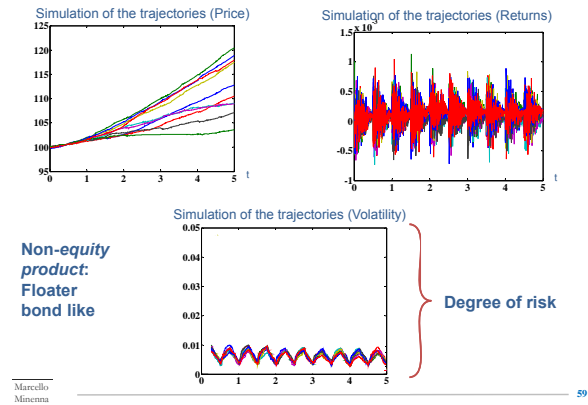 Simulation of the trajectories (Price)
125
120
115
110
105
100
95
0 1 2 3 4 5
t
Simulation of the trajectories (Returns)
x 10⁻³
1.5
1
0.5
0
-0.5
-1
0 1 2 3 4 5
t
Simulation of the trajectories (Volatility)
0.05
0.04
0.03
0.02
0.01
0
0 1 2 3 4 5
Non-equity
product:
Floater
bond like
Degree of risk
Marcello
Minenna
59